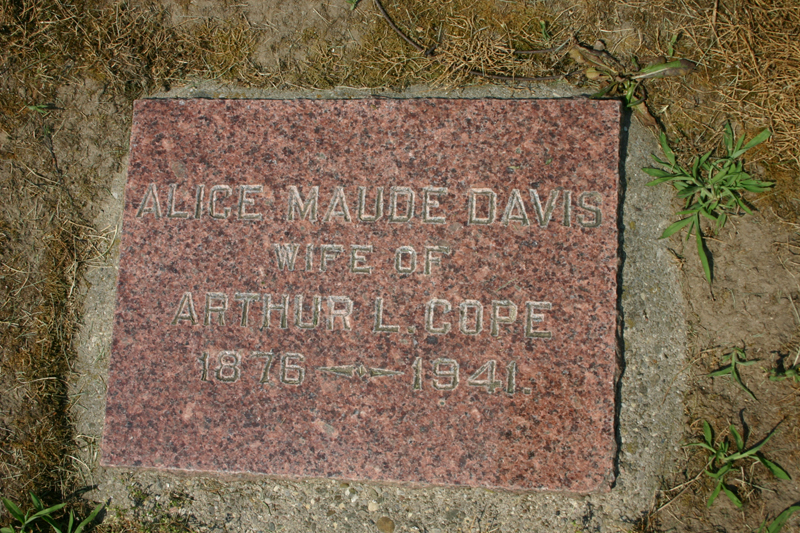 ALICE MAUDE DAVIS
WIFE OF
ARTHUR L. COPE
1876 1941.